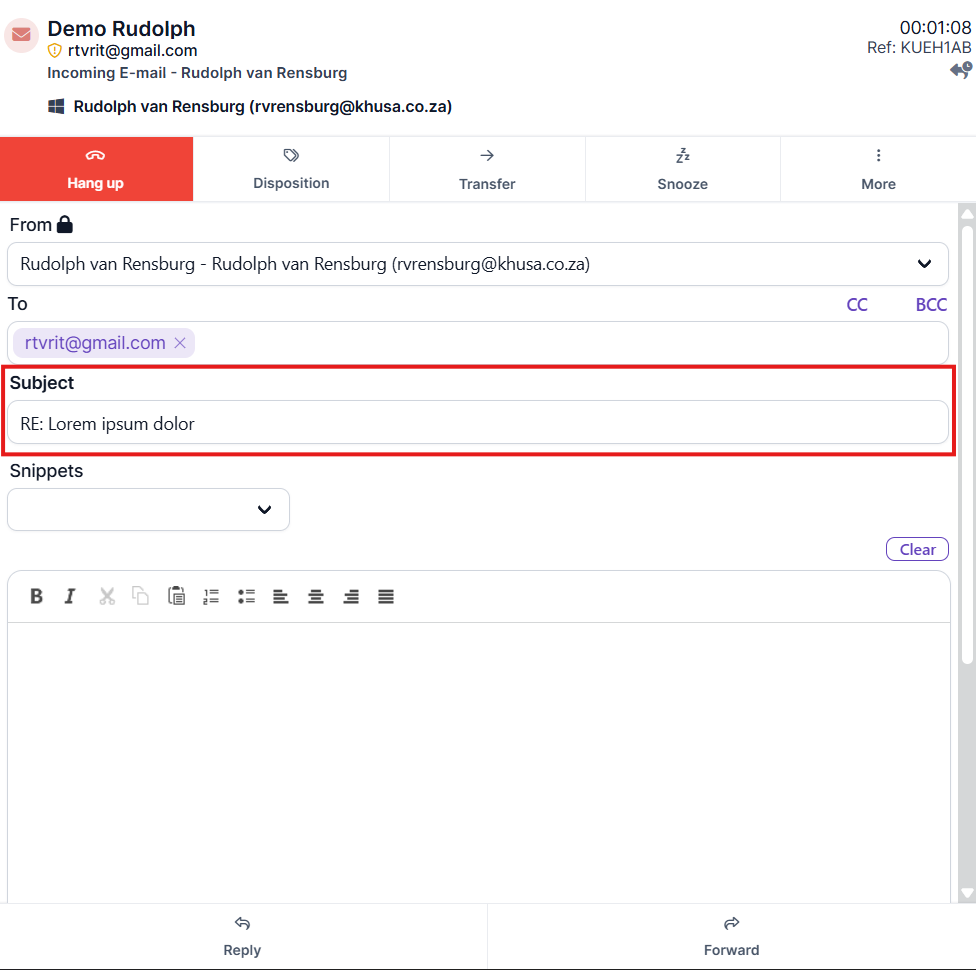 Demo Rudolph
00:01:08
rtvrit@gmail.com
Ref: KUEH1AB
Incoming E-mail - Rudolph van Rensburg
Rudolph van Rensburg (rvrensburg@khusa.co.za)
Hang up
Disposition
Transfer
Snooze
More
From
Rudolph van Rensburg - Rudolph van Rensburg (rvrensburg@khusa.co.za)
To
CC
BCC
rtvrit@gmail.com
Subject
RE: Lorem ipsum dolor
Snippets
Clear
Reply
Forward